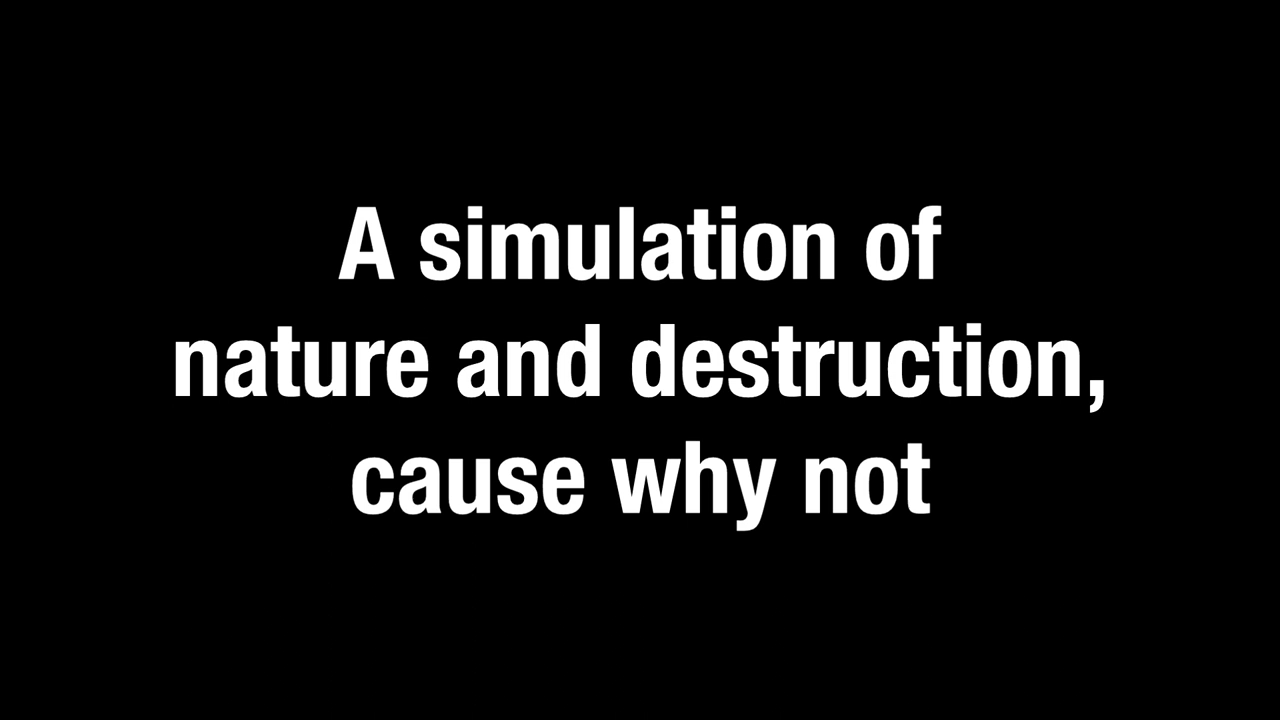 A simulation of
nature and destruction,
cause why not